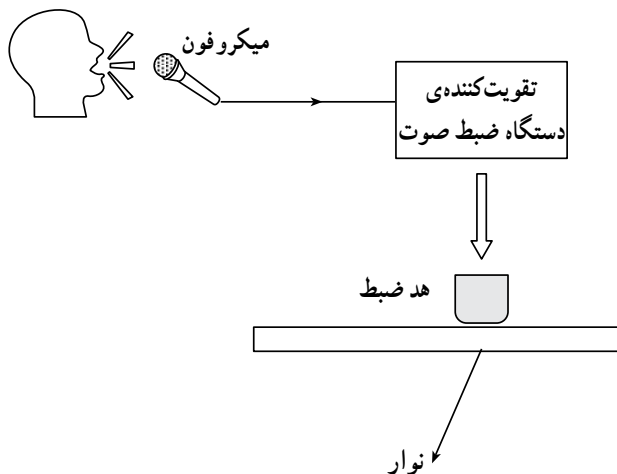 میکروفون
تقویت‌کننده‌ی
دستگاه ضبط صوت
هد ضبط
نوار